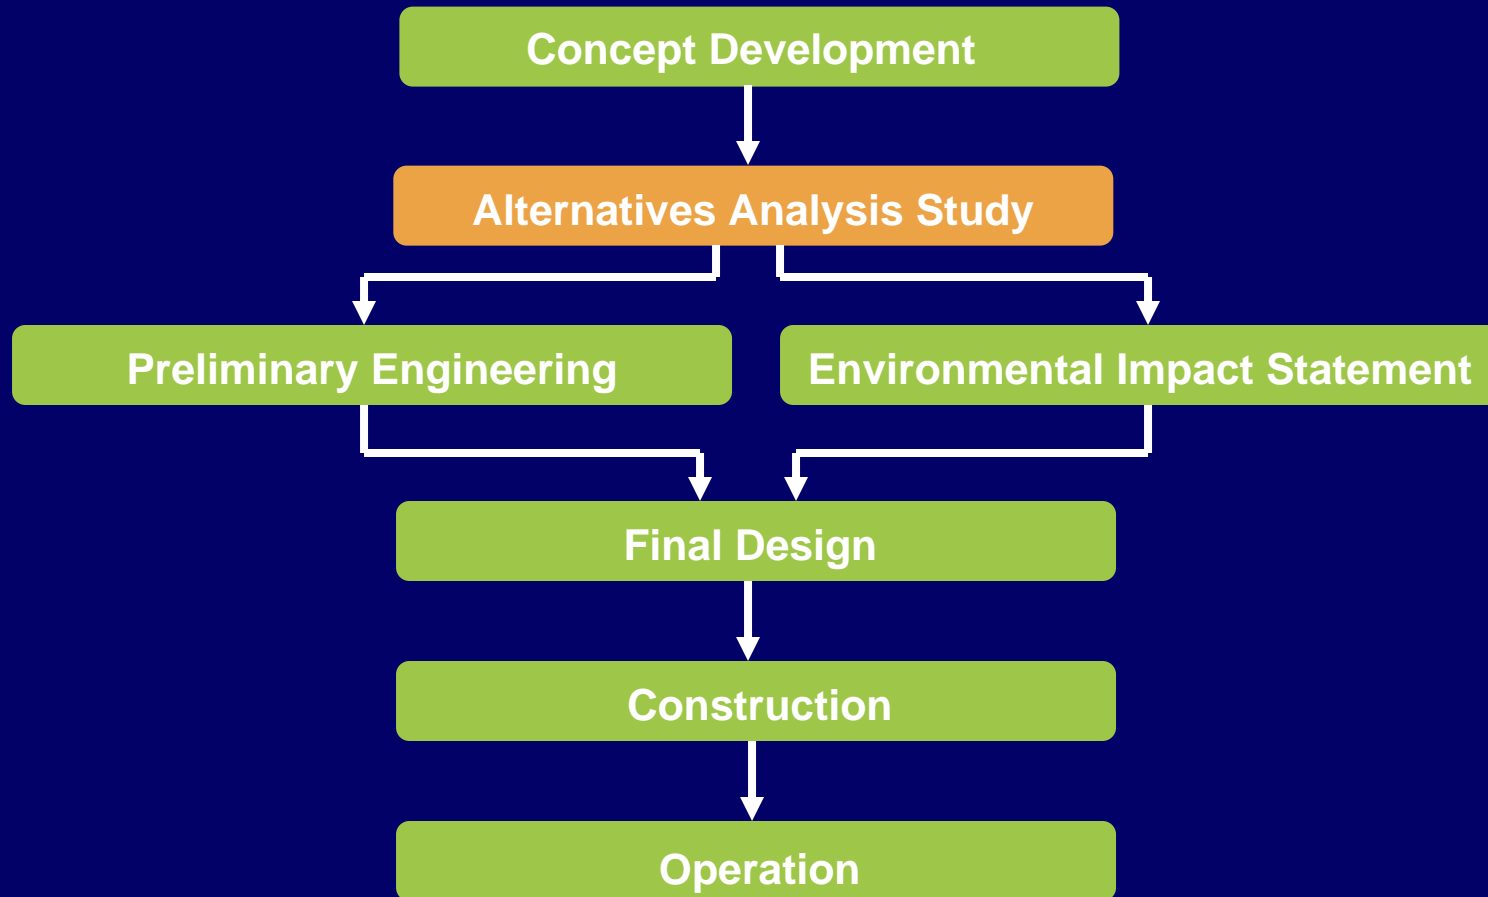 Concept Development
Alternatives Analysis Study
Preliminary Engineering
Environmental Impact Statement
Final Design
Construction
Operation